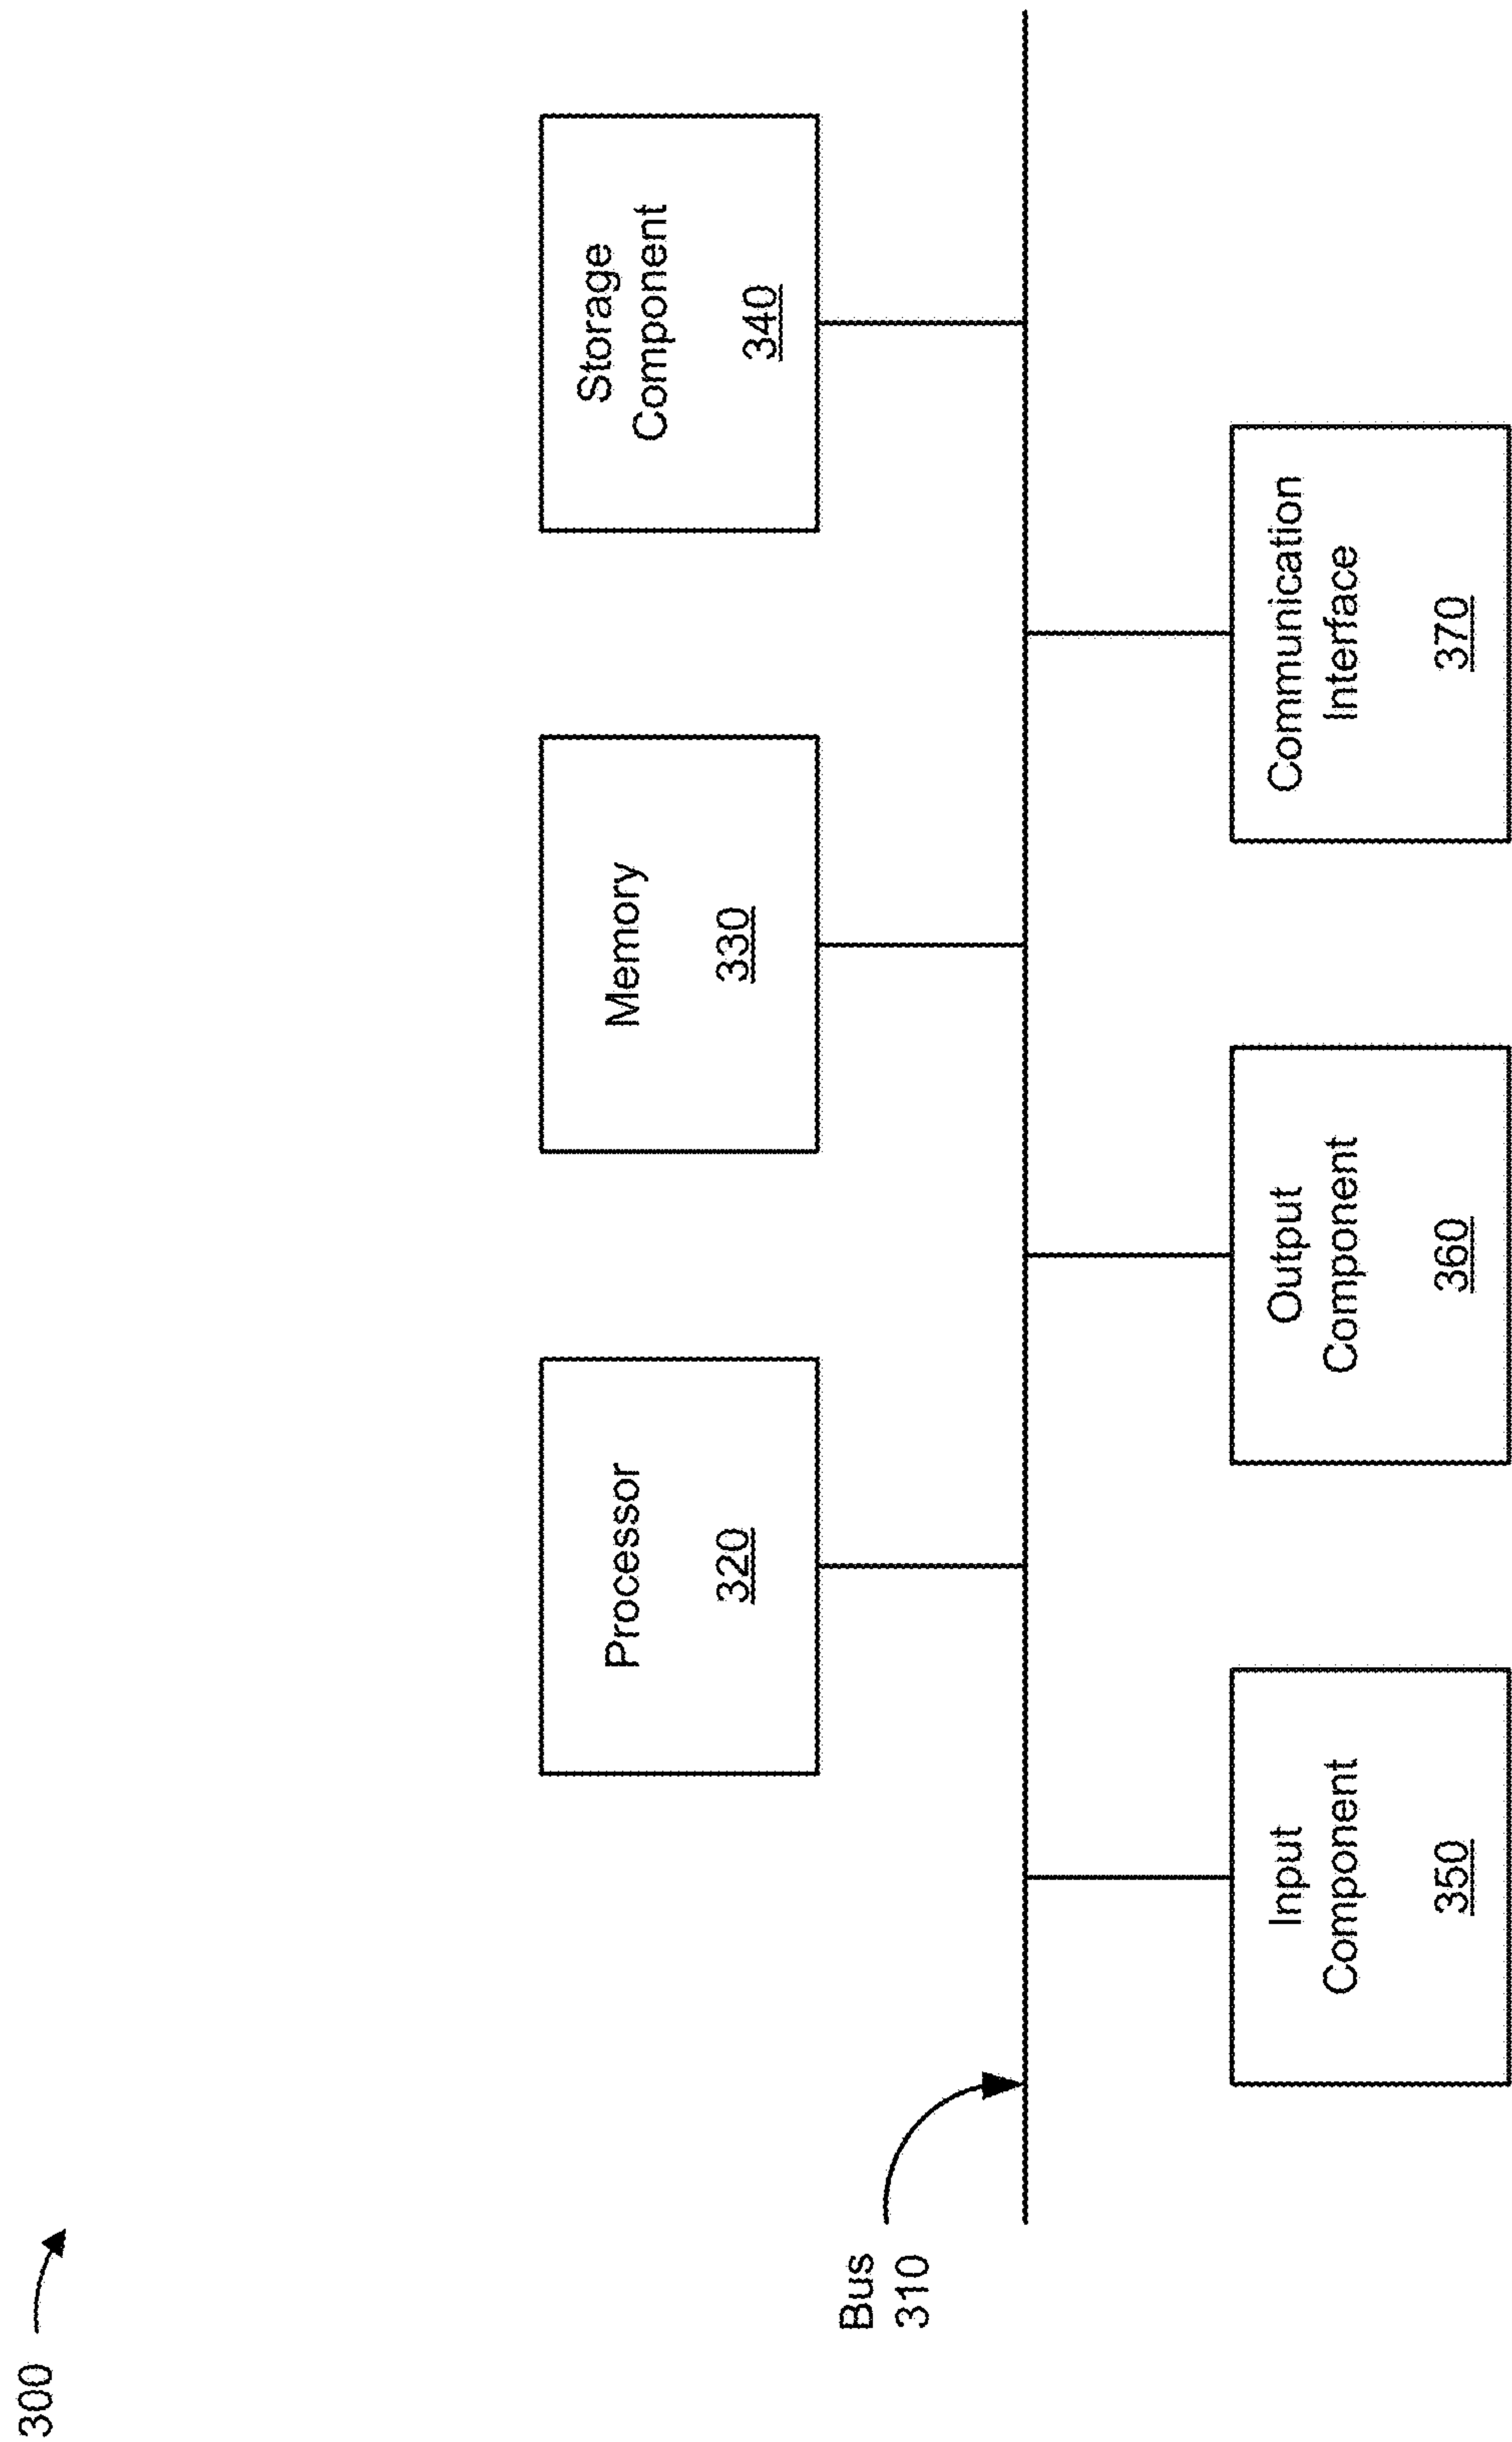 300
Bus
310
Processor
320
Memory
330
Storage
Component
340
Input
Component
350
Output
Component
360
Communication
Interface
370